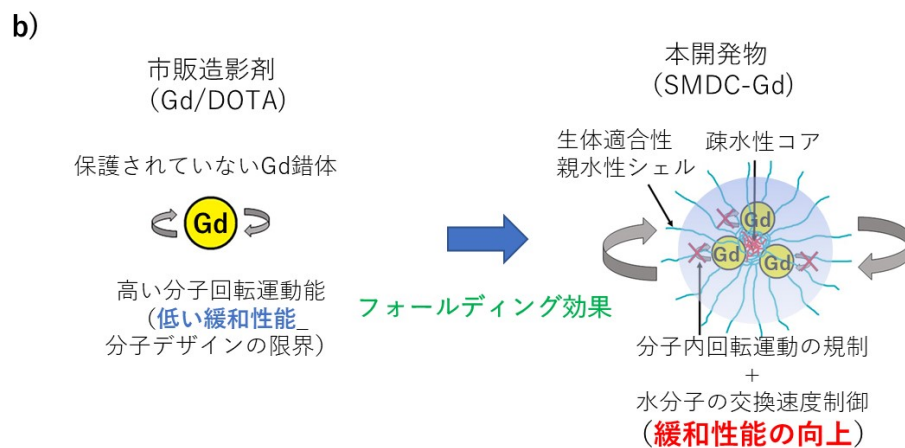 b)
市販造影剤
（Gd/DOTA）
保護されていないGd錯体
Gd
高い分子回転運動能
（低い緩和性能_
分子デザインの限界）
フォールディング効果
本開発物
（SMDC-Gd）
生体適合性
親水性シェル
疎水性コア
Gd
Gd
Gd
分子内回転運動の規制
+
水分子の交換速度制御
（緩和性能の向上）